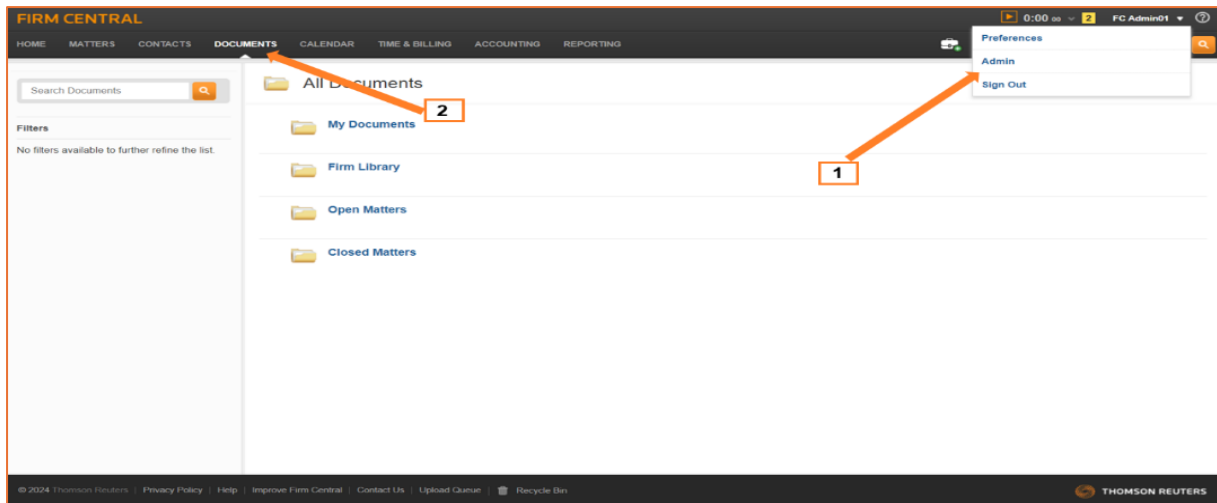 FIRM CENTRAL
0:00 2 FC Admin01
HOME MATTERS CONTACTS DOCUMENTS CALENDAR TIME & BILLING ACCOUNTING REPORTING
Preferences
Admin
Sign Out
Search Documents
All Documents
2
Filters
No filters available to further refine the list.
My Documents
Firm Library
1
Open Matters
Closed Matters
© 2024 Thomson Reuters | Privacy Policy | Help | Improve Firm Central | Contact Us | Upload Queue | Recycle Bin
THOMSON REUTERS